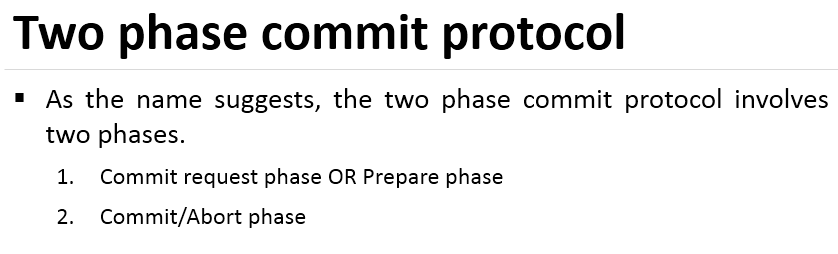 Two phase commit protocol
▪ As the name suggests, the two phase commit protocol involves
two phases.
1. Commit request phase OR Prepare phase
2. Commit/Abort phase